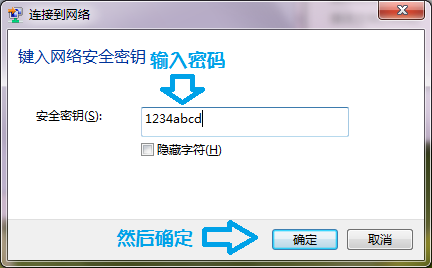 连接到网络
键入网络安全密钥
输入密码
安全密钥(S):
1234abcd
隐藏字符(H)
然后确定
确定
取消